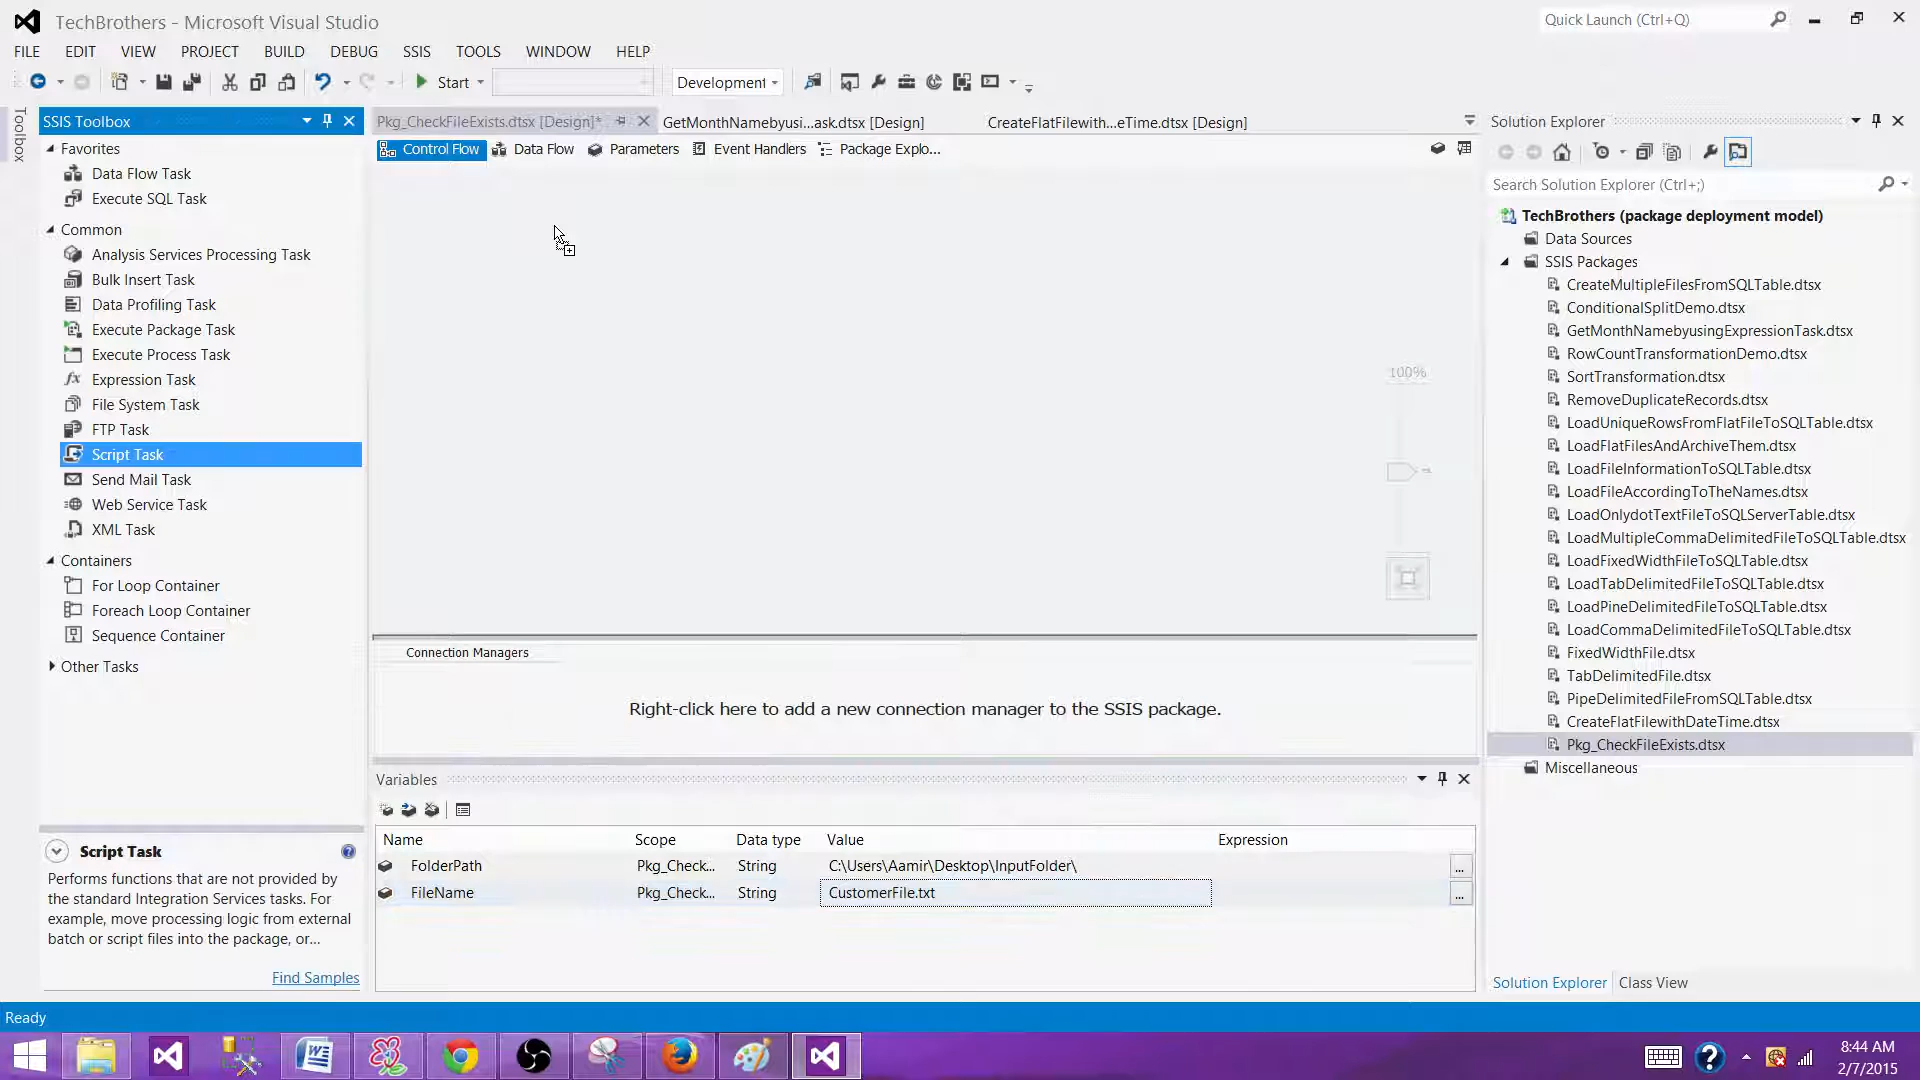 TechBrothers - Microsoft Visual Studio
Quick Launch (Ctrl+Q)
FILE EDIT VIEW PROJECT BUILD DEBUG SSIS TOOLS WINDOW HELP
Start Development
Toolbox
SSIS Toolbox
Favorites
Data Flow Task
Execute SQL Task
Common
Analysis Services Processing Task
Bulk Insert Task
Data Profiling Task
Execute Package Task
Execute Process Task
Expression Task
File System Task
FTP Task
Script Task
Send Mail Task
Web Service Task
XML Task
Containers
For Loop Container
Foreach Loop Container
Sequence Container
Other Tasks
Script Task
Performs functions that are not provided by
the standard Integration Services tasks. For
example, move processing logic from external
batch or script files into the package, or...
Find Samples
Pkg_CheckFileExists.dtsx [Design]* GetMonthNamebyusi...ask.dtsx [Design] CreateFlatFilewith...eTime.dtsx [Design]
Control Flow Data Flow Parameters Event Handlers Package Explo...
100%
Connection Managers
Right-click here to add a new connection manager to the SSIS package.
Variables
Name Scope Data type Value Expression
FolderPath Pkg_Check... String C:\Users\Aamir\Desktop\InputFolder\ ...
FileName Pkg_Check... String CustomerFile.txt ...
Solution Explorer
Search Solution Explorer (Ctrl+;)
TechBrothers (package deployment model)
Data Sources
SSIS Packages
CreateMultipleFilesFromSQLTable.dtsx
ConditionalSplitDemo.dtsx
GetMonthNamebyusingExpressionTask.dtsx
RowCountTransformationDemo.dtsx
SortTransformation.dtsx
RemoveDuplicateRecords.dtsx
LoadUniqueRowsFromFlatFileToSQLTable.dtsx
LoadFlatFilesAndArchiveThem.dtsx
LoadFileInformationToSQLTable.dtsx
LoadFileAccordingToTheNames.dtsx
LoadOnlydotTextFileToSQLServerTable.dtsx
LoadMultipleCommaDelimitedFileToSQLTable.dtsx
LoadFixedWidthFileToSQLTable.dtsx
LoadTabDelimitedFileToSQLTable.dtsx
LoadPineDelimitedFileToSQLTable.dtsx
LoadCommaDelimitedFileToSQLTable.dtsx
FixedWidthFile.dtsx
TabDelimitedFile.dtsx
PipeDelimitedFileFromSQLTable.dtsx
CreateFlatFilewithDateTime.dtsx
Pkg_CheckFileExists.dtsx
Miscellaneous
Solution Explorer Class View
Ready
8:44 AM
2/7/2015